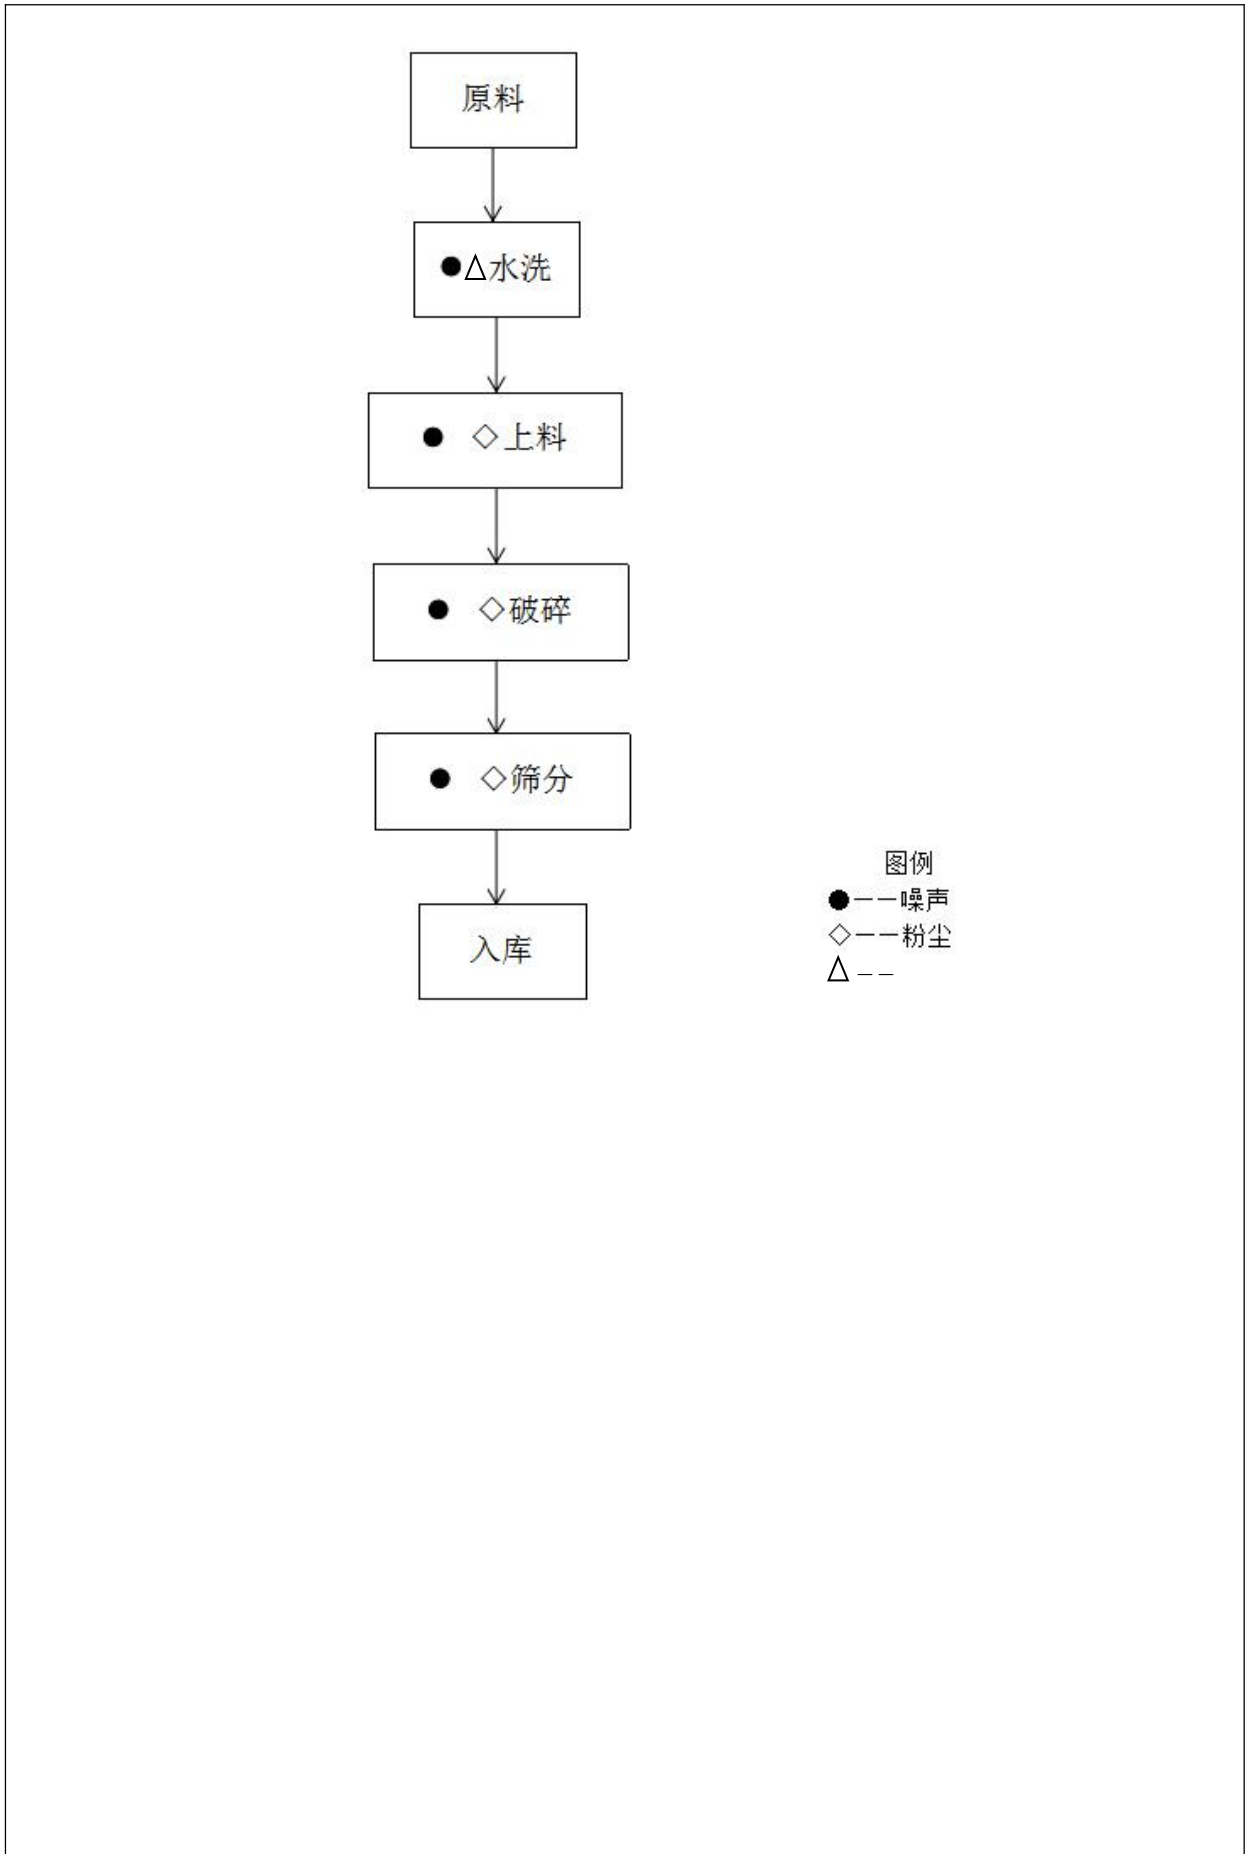 原料
●△水洗
● ◇上料
● ◇破碎
● ◇筛分
入库
图例
●——噪声
◇——粉尘
△——